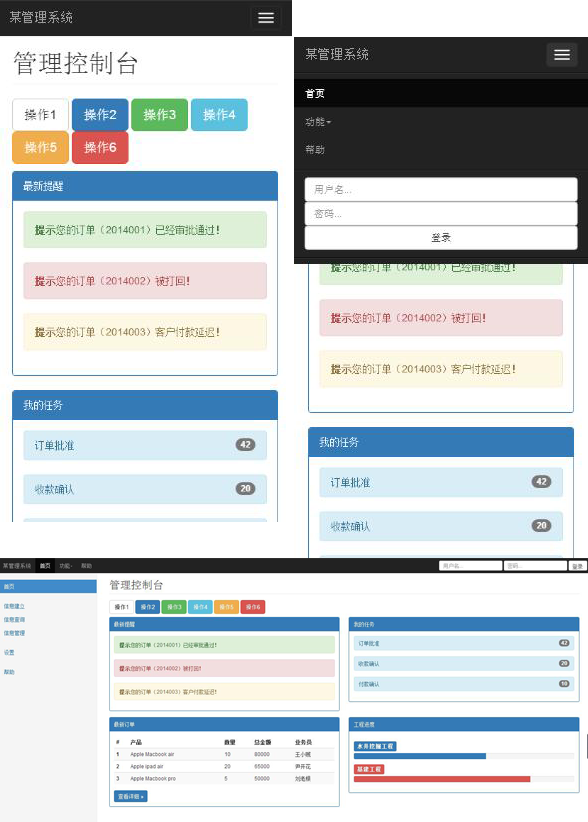 某管理系统
管理控制台
操作1 操作2 操作3 操作4
操作5 操作6
最新提醒
提示您的订单（2014001）已经审批通过！
提示您的订单（2014002）被打回！
提示您的订单（2014003）客户付款延迟！
我的任务
订单批准 42
收款确认 20
某管理系统
首页
功能
帮助
用户名...
密码...
登录
提示您的订单（2014001）已经审批通过！
提示您的订单（2014002）被打回！
提示您的订单（2014003）客户付款延迟！
我的任务
订单批准 42
收款确认 20
某管理系统 首页 功能 帮助 用户名... 密码... 登录
首页
信息建立
信息查询
信息管理
设置
帮助
管理控制台
操作1 操作2 操作3 操作4 操作5 操作6
最新提醒
提示您的订单（2014001）已经审批通过！
提示您的订单（2014002）被打回！
提示您的订单（2014003）客户付款延迟！
我的任务
订单批准 42
收款确认 20
付款确认 10
最新订单
# 产品 数量 总金额 业务员
1 Apple Macbook air 10 80000
2 Apple ipad air 20 65000 尹开花
3 Apple Macbook pro 5 50000 刘老根
查看详细 »
工程进度
水井挖掘工程
基建工程